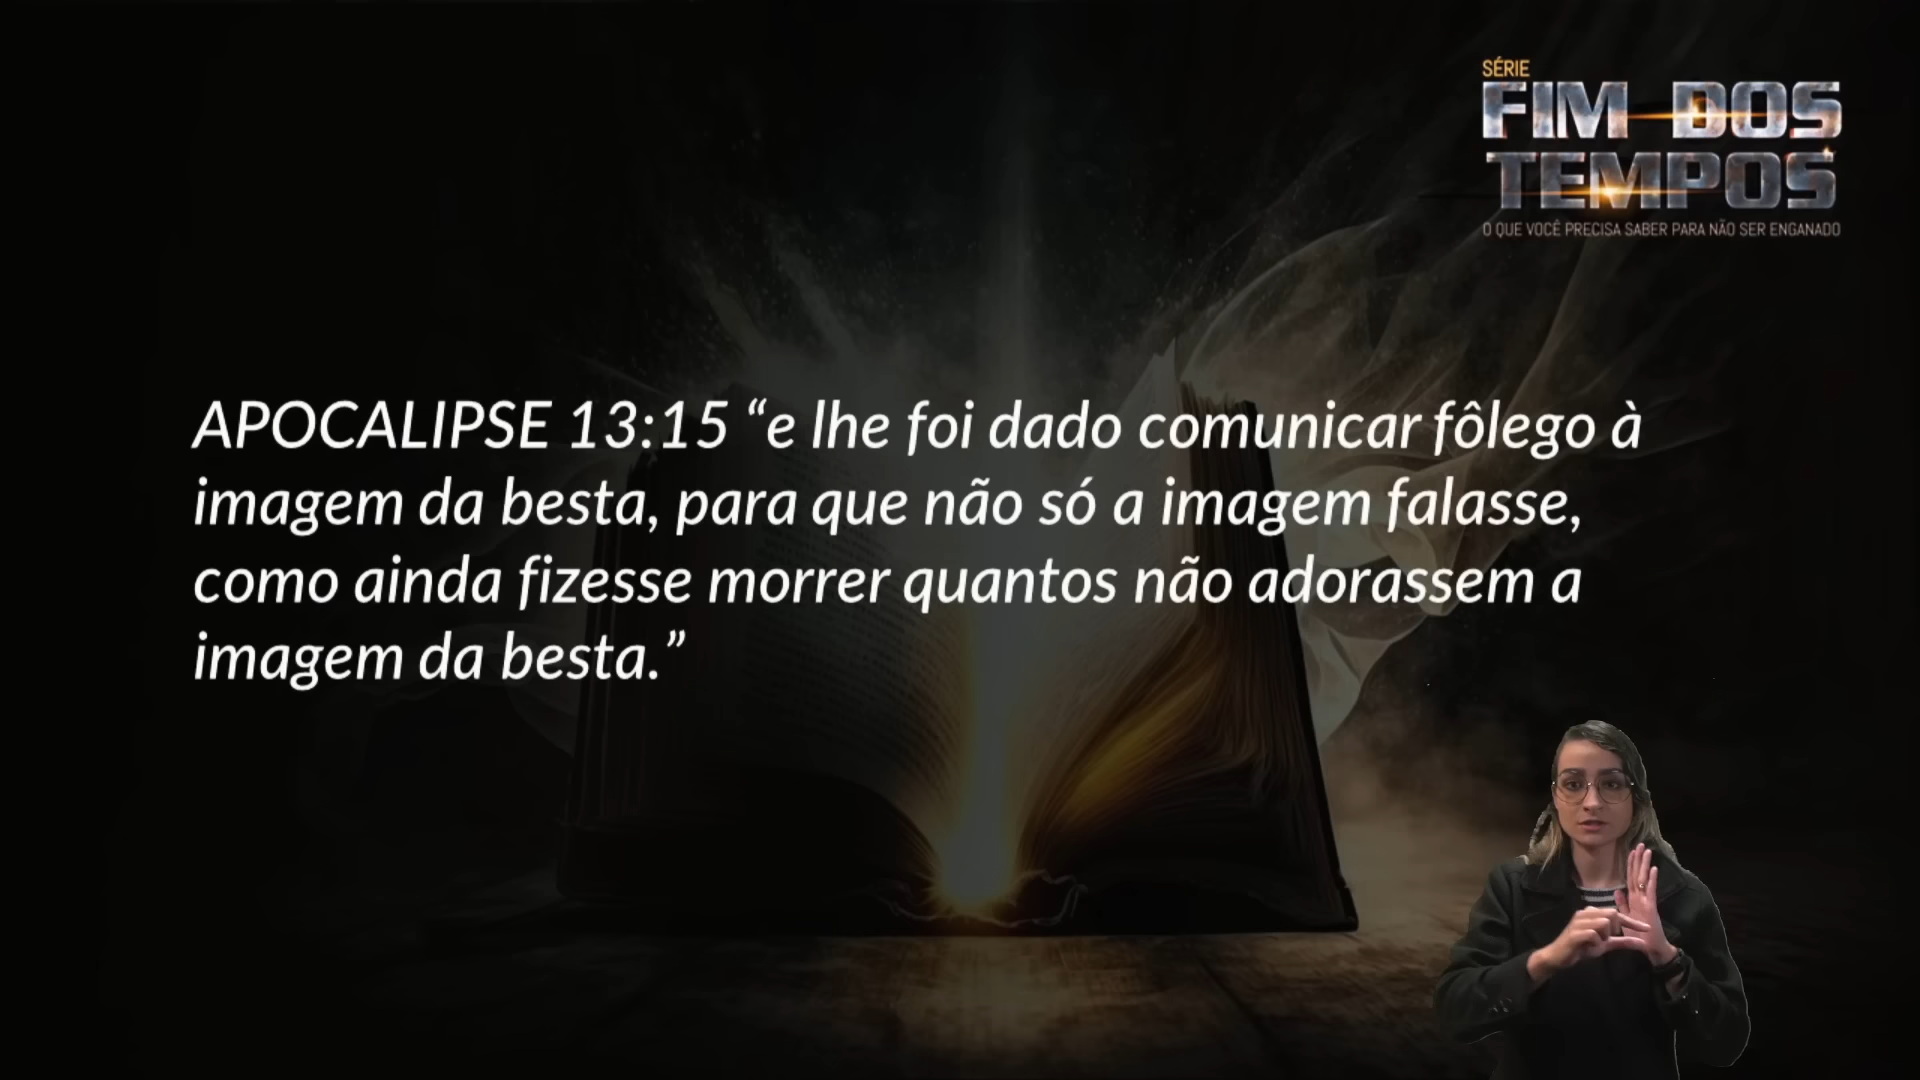 SÉRIE
FIM DOS
TEMPOS
O QUE VOCÊ PRECISA SABER PARA NÃO SER ENGANADO
APOCALIPSE 13:15 “e lhe foi dado comunicar fôlego à
imagem da besta, para que não só a imagem falasse,
como ainda fizesse morrer quantos não adorassem a
imagem da besta.”